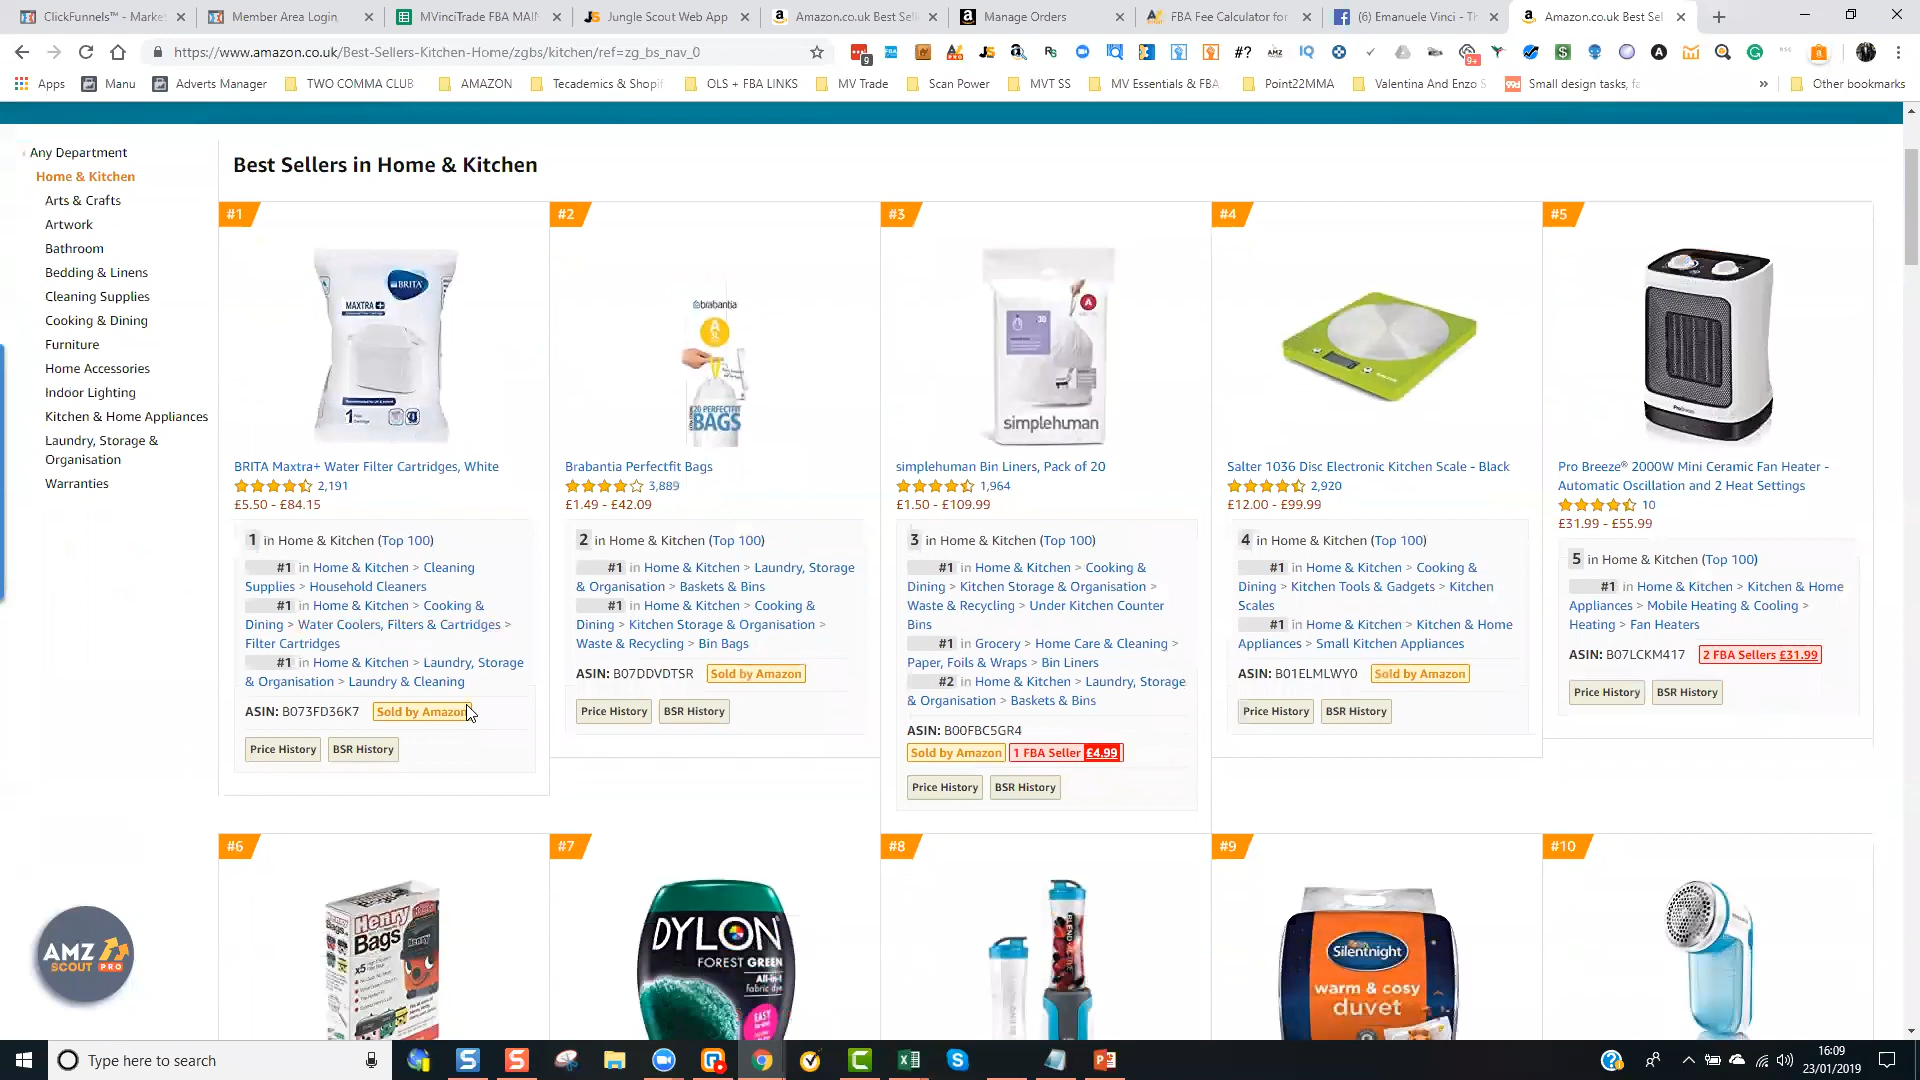 ClickFunnels™ - Market
Member Area Login
MVinciTrade FBA MAIN
Jungle Scout Web App
Amazon.co.uk Best Sell
Manage Orders
FBA Fee Calculator for
(6) Emanuele Vinci - Th
Amazon.co.uk Best Sel
https://www.amazon.co.uk/Best-Sellers-Kitchen-Home/zgbs/kitchen/ref=zg_bs_nav_0
Apps
Manu
Adverts Manager
TWO COMMA CLUB
AMAZON
Tecademics & Shopif
OLS + FBA LINKS
MV Trade
Scan Power
MVT SS
MV Essentials & FBA
Point22MMA
Valentina And Enzo S
Small design tasks, fa
Other bookmarks
Any Department
Home & Kitchen
Arts & Crafts
Artwork
Bathroom
Bedding & Linens
Cleaning Supplies
Cooking & Dining
Furniture
Home Accessories
Indoor Lighting
Kitchen & Home Appliances
Laundry, Storage &
Organisation
Warranties
Best Sellers in Home & Kitchen
#1
BRITA
MAXTRA +
BRITA Maxtra+ Water Filter Cartridges, White
2,191
£5.50 - £84.15
1 in Home & Kitchen (Top 100)
#1 in Home & Kitchen > Cleaning
Supplies > Household Cleaners
#1 in Home & Kitchen > Cooking &
Dining > Water Coolers, Filters & Cartridges >
Filter Cartridges
#1 in Home & Kitchen > Laundry, Storage
& Organisation > Laundry & Cleaning
ASIN: B073FD36K7 Sold by Amazon
Price History BSR History
#2
brabantia
A
20 PERFECTFIT
BAGS
Brabantia Perfectfit Bags
3,889
£1.49 - £42.09
2 in Home & Kitchen (Top 100)
#1 in Home & Kitchen > Laundry, Storage
& Organisation > Baskets & Bins
#1 in Home & Kitchen > Cooking &
Dining > Kitchen Storage & Organisation >
Waste & Recycling > Bin Bags
ASIN: B07DDVDTSR Sold by Amazon
Price History BSR History
#3
A
30
simplehuman
simplehuman Bin Liners, Pack of 20
1,964
£1.50 - £109.99
3 in Home & Kitchen (Top 100)
#1 in Home & Kitchen > Cooking &
Dining > Kitchen Storage & Organisation >
Waste & Recycling > Under Kitchen Counter
Bins
#1 in Grocery > Home Care & Cleaning >
Paper, Foils & Wraps > Bin Liners
#2 in Home & Kitchen > Laundry, Storage
& Organisation > Baskets & Bins
ASIN: B00FBC5GR4
Sold by Amazon 1 FBA Seller £4.99
Price History BSR History
#4
Salter 1036 Disc Electronic Kitchen Scale - Black
2,920
£12.00 - £99.99
4 in Home & Kitchen (Top 100)
#1 in Home & Kitchen > Cooking &
Dining > Kitchen Tools & Gadgets > Kitchen
Scales
#1 in Home & Kitchen > Kitchen & Home
Appliances > Small Kitchen Appliances
ASIN: B01ELMLWY0 Sold by Amazon
Price History BSR History
#5
Pro Breeze® 2000W Mini Ceramic Fan Heater -
Automatic Oscillation and 2 Heat Settings
10
£31.99 - £55.99
5 in Home & Kitchen (Top 100)
#1 in Home & Kitchen > Kitchen & Home
Appliances > Mobile Heating & Cooling >
Heating > Fan Heaters
ASIN: B07LCKM417 2 FBA Sellers £31.99
Price History BSR History
#6
Henry
Bags
x5
#7
DYLON
FOREST GREEN
All-in-1
fabric dye
EASY
#8
#9
Silentnight
warm & cosy
duvet
#10
AMZ
SCOUT PRO
Type here to search
16:09
23/01/2019